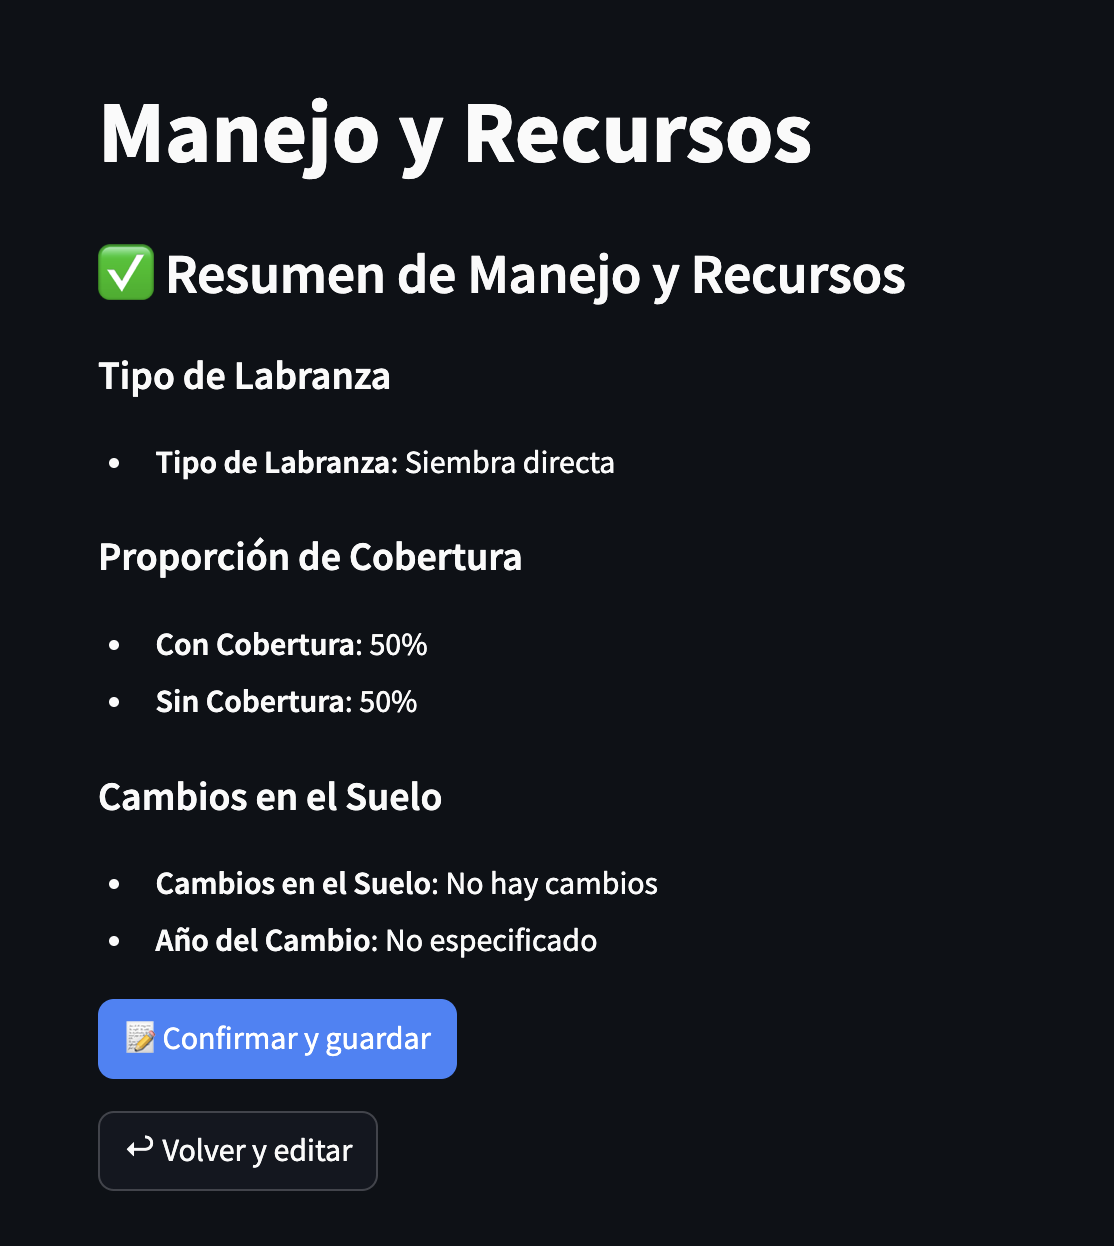 Manejo y Recursos
✅ Resumen de Manejo y Recursos
Tipo de Labranza
• Tipo de Labranza: Siembra directa
Proporción de Cobertura
• Con Cobertura: 50%
• Sin Cobertura: 50%
Cambios en el Suelo
• Cambios en el Suelo: No hay cambios
• Año del Cambio: No especificado
📝 Confirmar y guardar
↩ Volver y editar